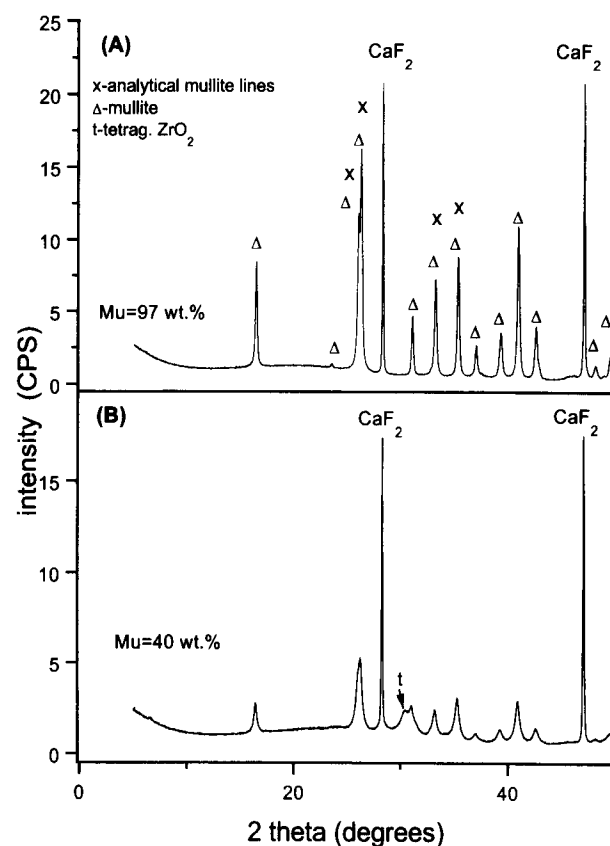 (A)
CaF2 CaF2
x-analytical mullite lines
Δ-mullite
t-tetrag. ZrO2
25
20
15
10
5
0
x
Δ
x
Δ
Δ
Δ
Δ
x
Δ
x
Δ
Δ
Δ
Δ
Δ
Δ
Δ
Mu=97 wt.%
(B)
CaF2 CaF2
15
10
5
0
Mu=40 wt.%
t
0 20 40
2 theta (degrees)
intensity (CPS)